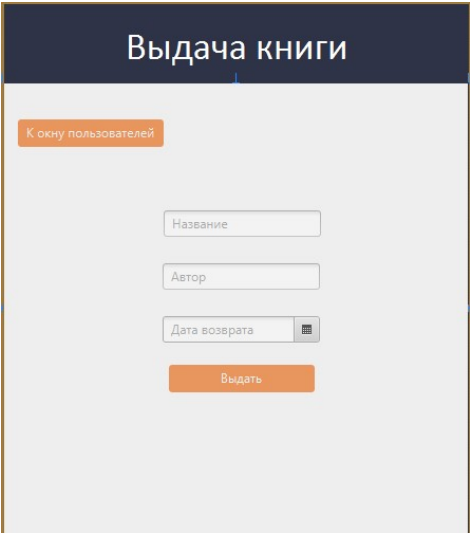 Выдача книги
К окну пользователей
Название
Автор
Дата возврата
Выдать